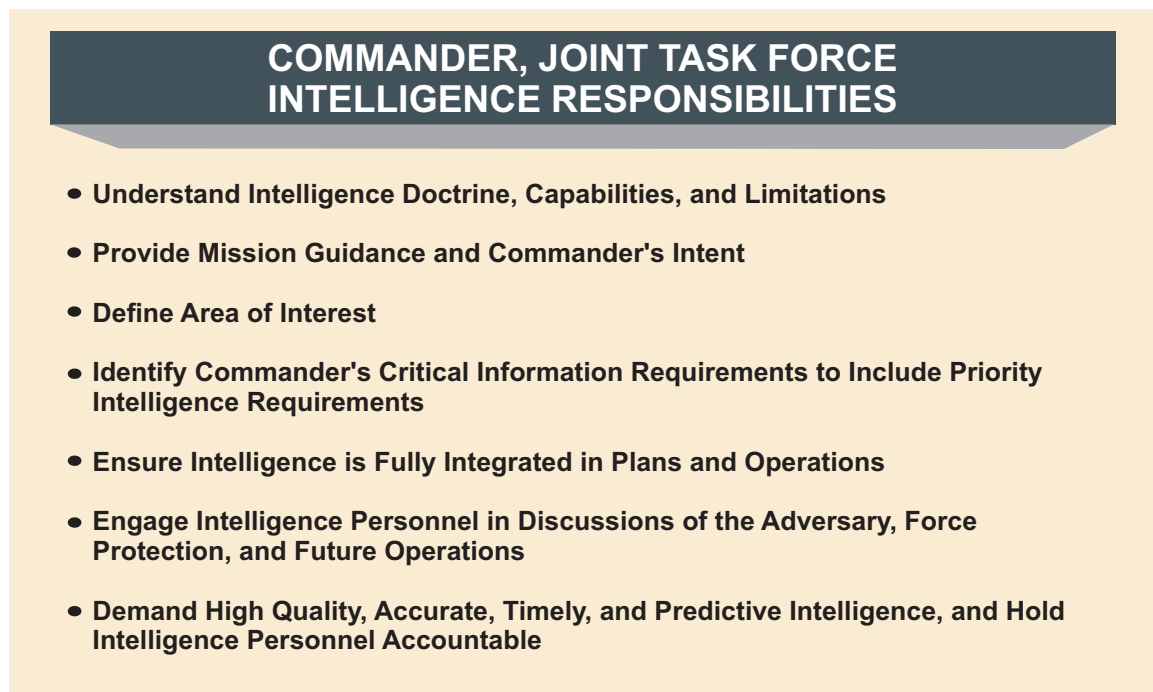 COMMANDER, JOINT TASK FORCE
INTELLIGENCE RESPONSIBILITIES
• Understand Intelligence Doctrine, Capabilities, and Limitations
• Provide Mission Guidance and Commander's Intent
• Define Area of Interest
• Identify Commander's Critical Information Requirements to Include Priority
Intelligence Requirements
• Ensure Intelligence is Fully Integrated in Plans and Operations
• Engage Intelligence Personnel in Discussions of the Adversary, Force
Protection, and Future Operations
• Demand High Quality, Accurate, Timely, and Predictive Intelligence, and Hold
Intelligence Personnel Accountable